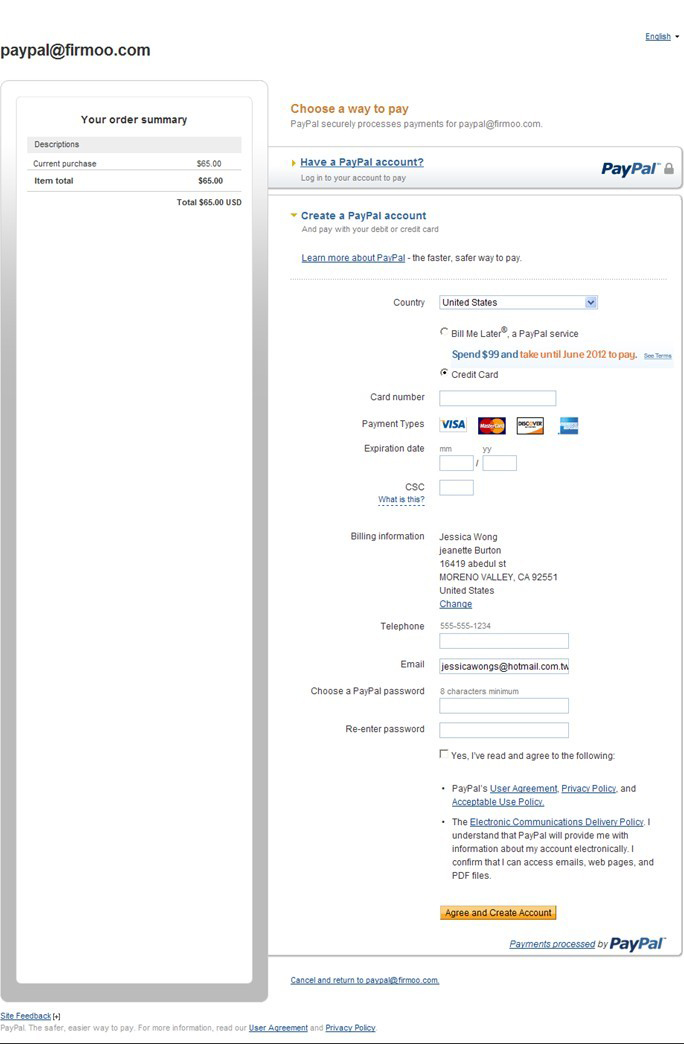 English
paypal@firmoo.com
Your order summary
Descriptions
Current purchase $65.00
Item total $65.00
Total $65.00 USD
Choose a way to pay
PayPal securely processes payments for paypal@firmoo.com.
Have a PayPal account?
Log in to your account to pay
PayPal
Create a PayPal account
And pay with your debit or credit card
Learn more about PayPal - the faster, safer way to pay.
Country United States
Bill Me Later®, a PayPal service
Spend $99 and take until June 2012 to pay. See Terms
Credit Card
Card number
Payment Types VISA MasterCard DISCOVER
Expiration date mm yy
/
CSC
What is this?
Billing information Jessica Wong
jeanette Burton
16419 abedul st
MORENO VALLEY, CA 92551
United States
Change
Telephone 555-555-1234
Email jessicawongs@hotmail.com.tw
Choose a PayPal password 8 characters minimum
Re-enter password
Yes, I've read and agree to the following:
• PayPal's User Agreement, Privacy Policy, and
Acceptable Use Policy.
• The Electronic Communications Delivery Policy. I
understand that PayPal will provide me with
information about my account electronically. I
confirm that I can access emails, web pages, and
PDF files.
Agree and Create Account
Payments processed by PayPal
Cancel and return to paypal@firmoo.com.
Site Feedback [+]
PayPal. The safer, easier way to pay. For more information, read our User Agreement and Privacy Policy.